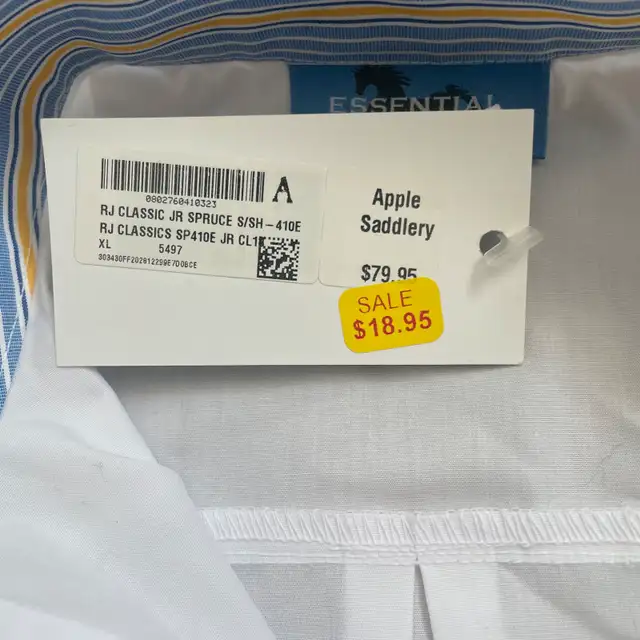 ESSENTIAL
0802760410323
A
RJ CLASSIC JR SPRUCE S/SH-410E
RJ CLASSICS SP410E JR CL1
XL 5497
303430FF202812299E7D06CE
Apple
Saddlery
$79.95
SALE
$18.95